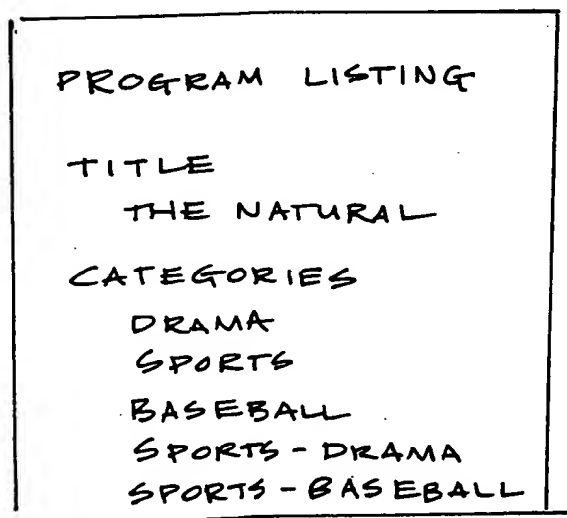 PROGRAM LISTING
TITLE
THE NATURAL
CATEGORIES
DRAMA
SPORTS
BASEBALL
SPORTS - DRAMA
SPORTS - BASEBALL